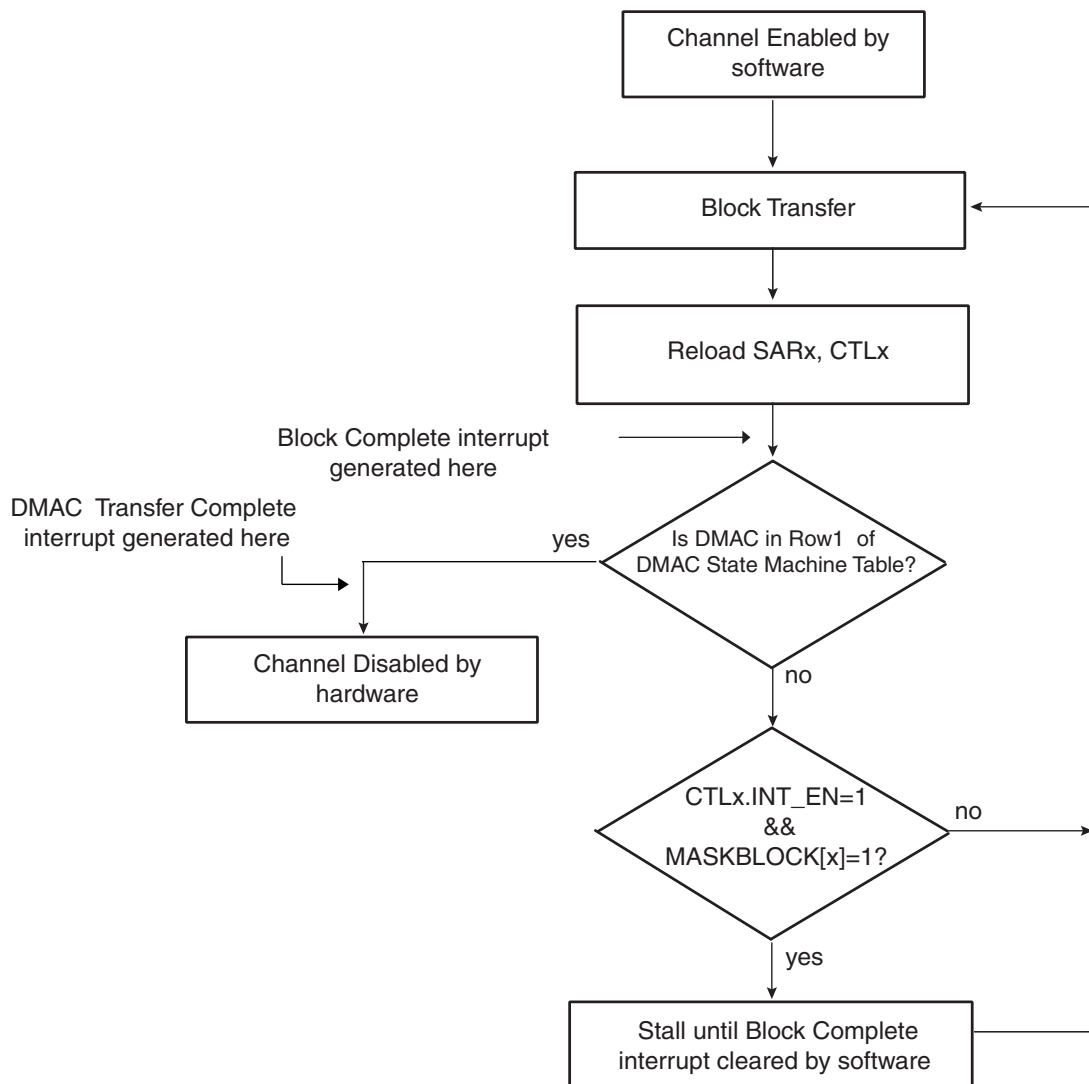 Channel Enabled by
software
Block Transfer
Reload SARx, CTLx
Block Complete interrupt
generated here
DMAC Transfer Complete
interrupt generated here
yes
Is DMAC in Row1 of
DMAC State Machine Table?
Channel Disabled by
hardware
no
CTLx.INT_EN=1
&&
MASKBLOCK[x]=1?
no
yes
Stall until Block Complete
interrupt cleared by software